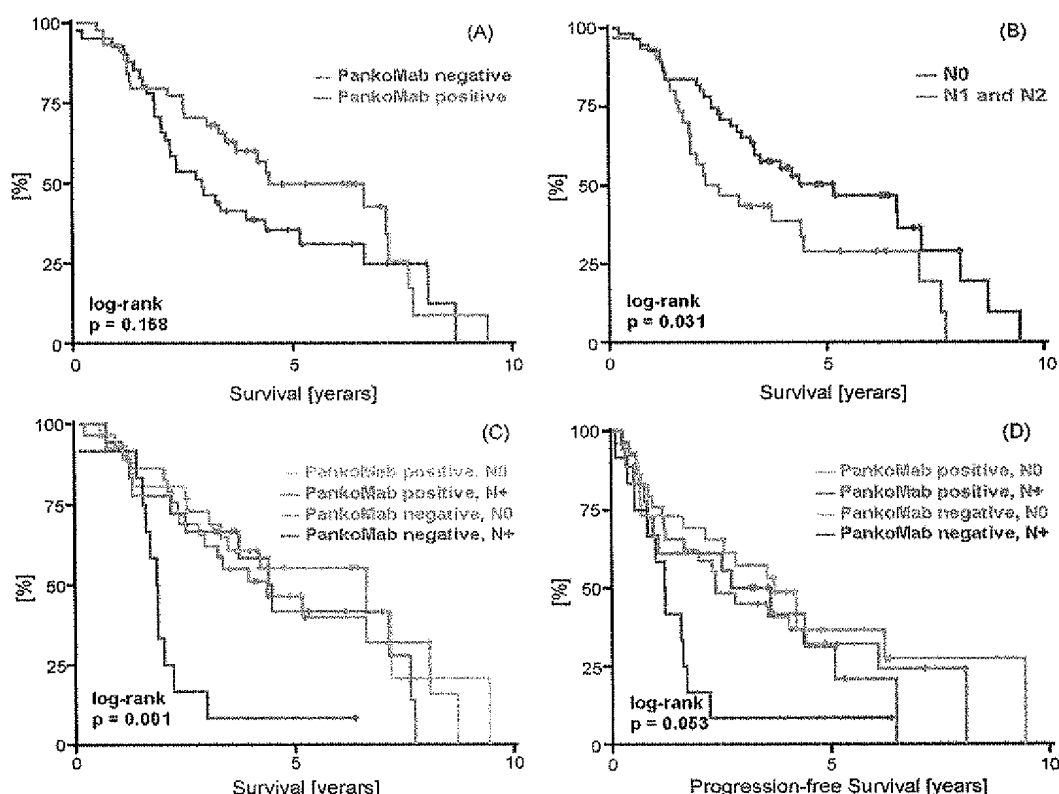 (A)
PankoMab negative
PankoMab positive
[%]
100
75
50
25
0
log-rank
p = 0.168
0 5 10
Survival [yerars]
(B)
N0
N1 and N2
[%]
100
75
50
25
0
log-rank
p = 0.031
0 5 10
Survival [yerars]
(C)
PankoMab positive, N0
PankoMab positive, N+
PankoMab negative, N0
PankoMab negative, N+
[%]
100
75
50
25
0
log-rank
p = 0.001
0 5 10
Survival [yerars]
(D)
PankoMab positive, N0
PankoMab positive, N+
PankoMab negative, N0
PankoMab negative, N+
[%]
100
75
50
25
0
log-rank
p = 0.053
0 5 10
Progression-free Survival [years]